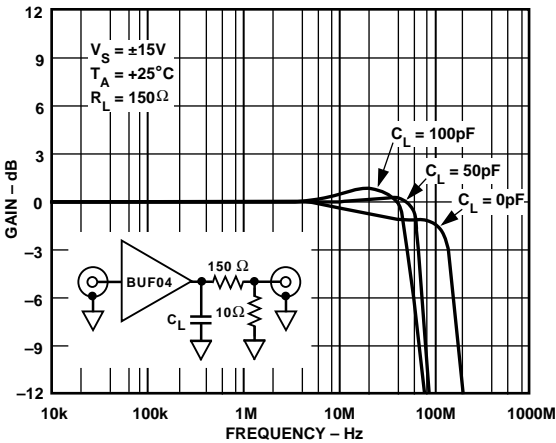 12
9
6
3
0
–3
–6
–9
–12
GAIN – dB
V_S = ±15V
T_A = +25°C
R_L = 150Ω
C_L = 100pF
C_L = 50pF
C_L = 0pF
BUF04
150 Ω
C_L
10Ω
10k
100k
1M
10M
100M
1000M
FREQUENCY – Hz